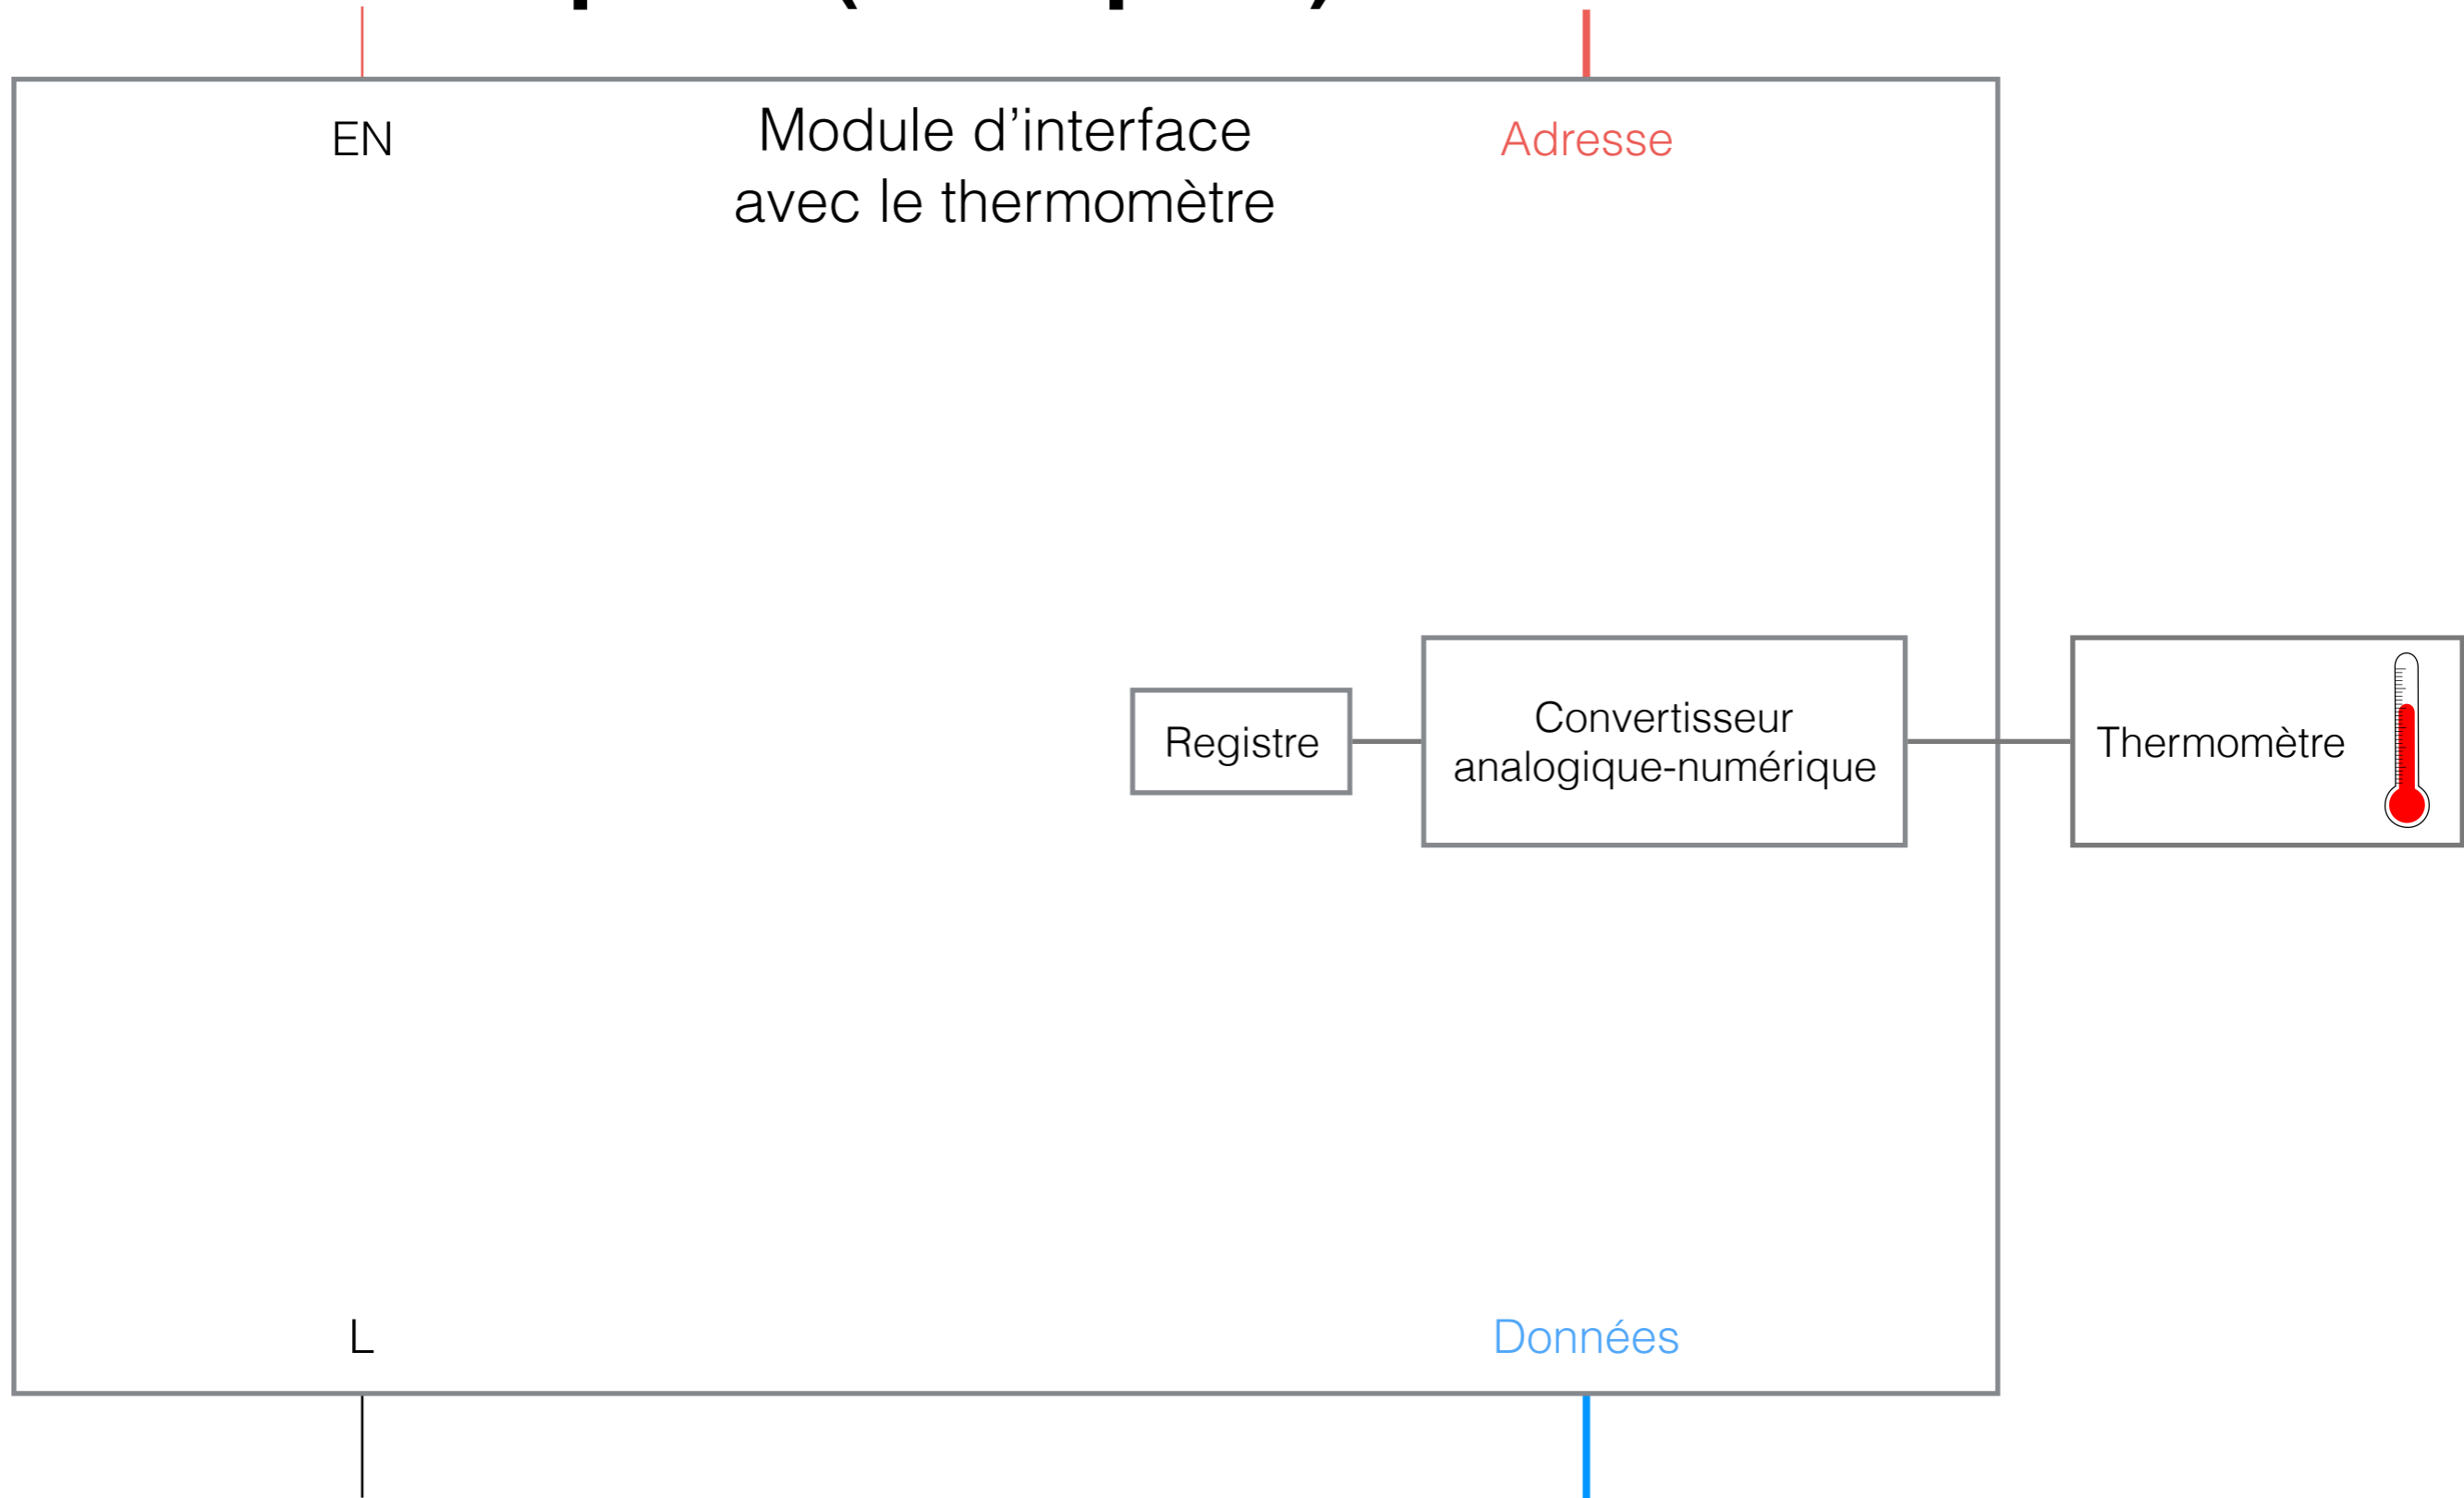 EN
Module d’interface
avec le thermomètre
Adresse
Registre
Convertisseur
analogique-numérique
Thermomètre
L
Données